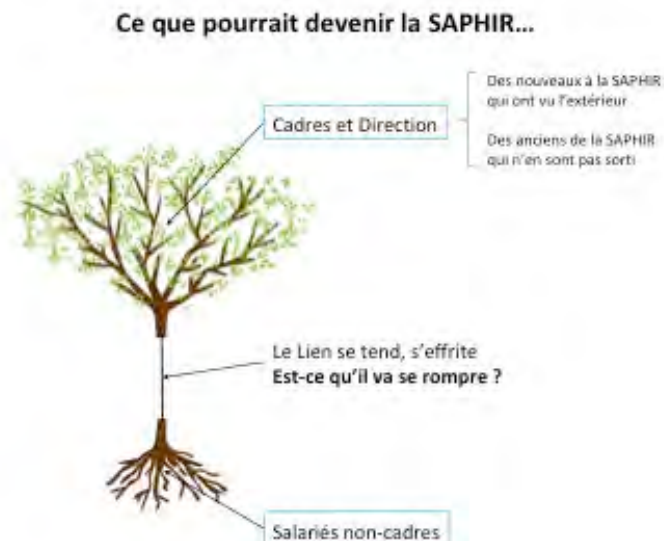 Ce que pourrait devenir la SAPHIR...
Des nouveaux à la SAPHIR
qui ont vu l'extérieur
Cadres et Direction
Des anciens de la SAPHIR
qui n'en sont pas sorti
Le Lien se tend, s'effrite
Est-ce qu'il va se rompre ?
Salariés non-cadres